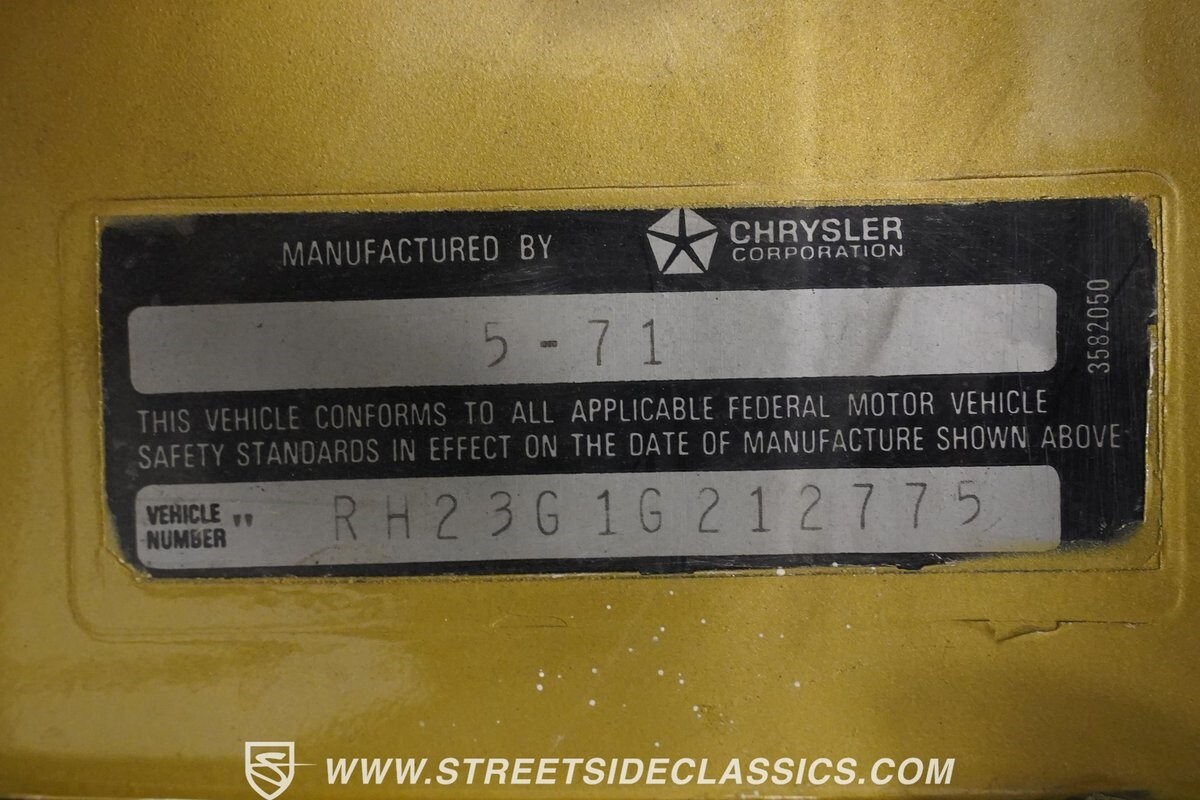 MANUFACTURED BY CHRYSLER
CORPORATION
5-71
3582050
THIS VEHICLE CONFORMS TO ALL APPLICABLE FEDERAL MOTOR VEHICLE
SAFETY STANDARDS IN EFFECT ON THE DATE OF MANUFACTURE SHOWN ABOVE
VEHICLE
NUMBER " RH23G1G212775
WWW.STREETSIDECLASSICS.COM